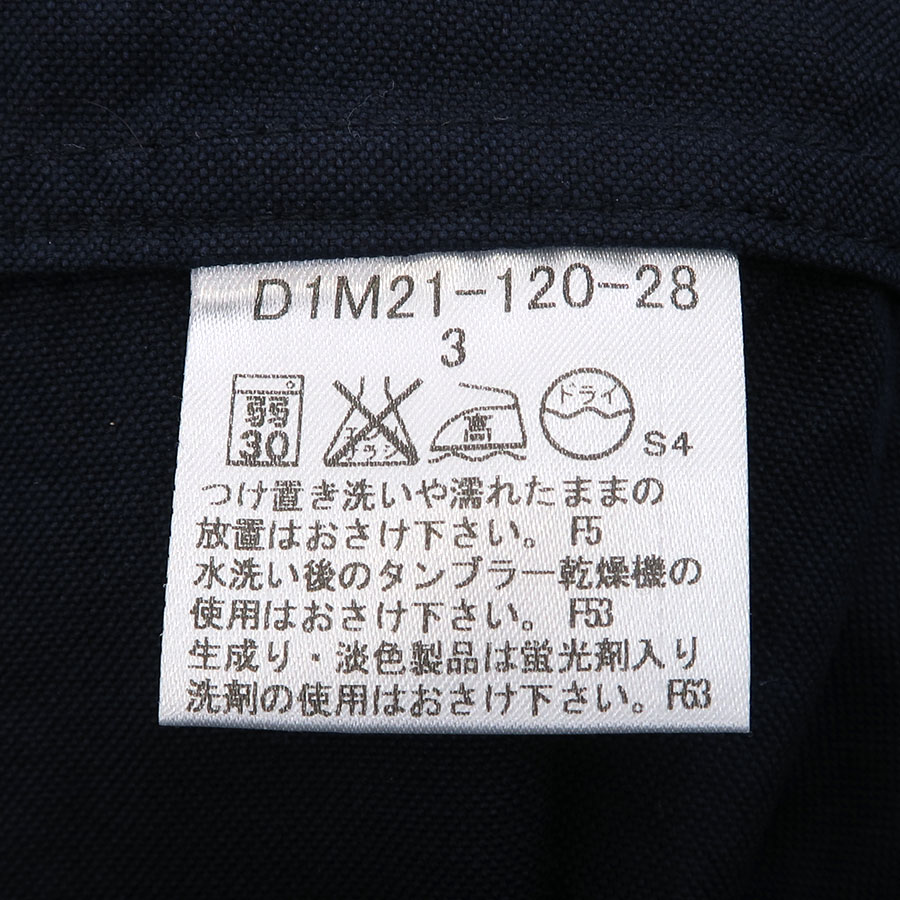 D1M21-120-28
3
弱
30
エンソ
サラシ
高
ドライ
S4
つけ置き洗いや濡れたままの
放置はおさけ下さい。F5
水洗い後のタンブラー乾燥機の
使用はおさけ下さい。F53
生成り・淡色製品は蛍光剤入り
洗剤の使用はおさけ下さい。F63